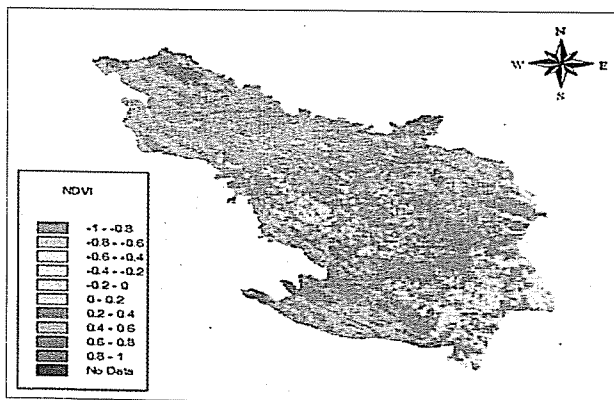 N
W E
S
NDVI
-1 - -0.8
-0.8 - -0.6
-0.6 - -0.4
-0.4 - -0.2
-0.2 - 0
0 - 0.2
0.2 - 0.4
0.4 - 0.6
0.6 - 0.8
0.8 - 1
No Data